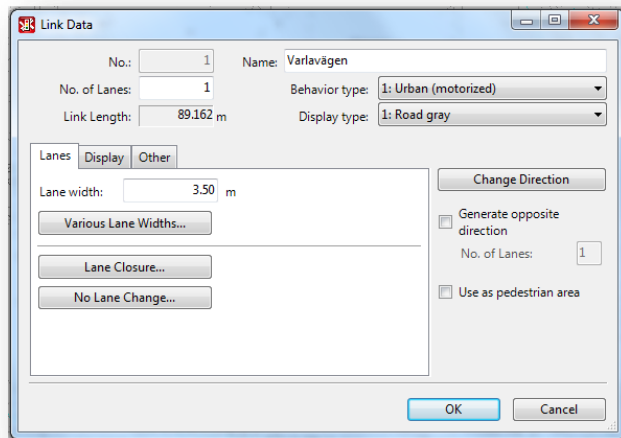 Link Data
No.: 1 Name: Varlavägen
No. of Lanes: 1 Behavior type: 1: Urban (motorized)
Link Length: 89.162 m Display type: 1: Road gray
Lanes Display Other
Lane width: 3.50 m
Various Lane Widths...
Lane Closure...
No Lane Change...
Change Direction
Generate opposite
direction
No. of Lanes: 1
Use as pedestrian area
OK Cancel